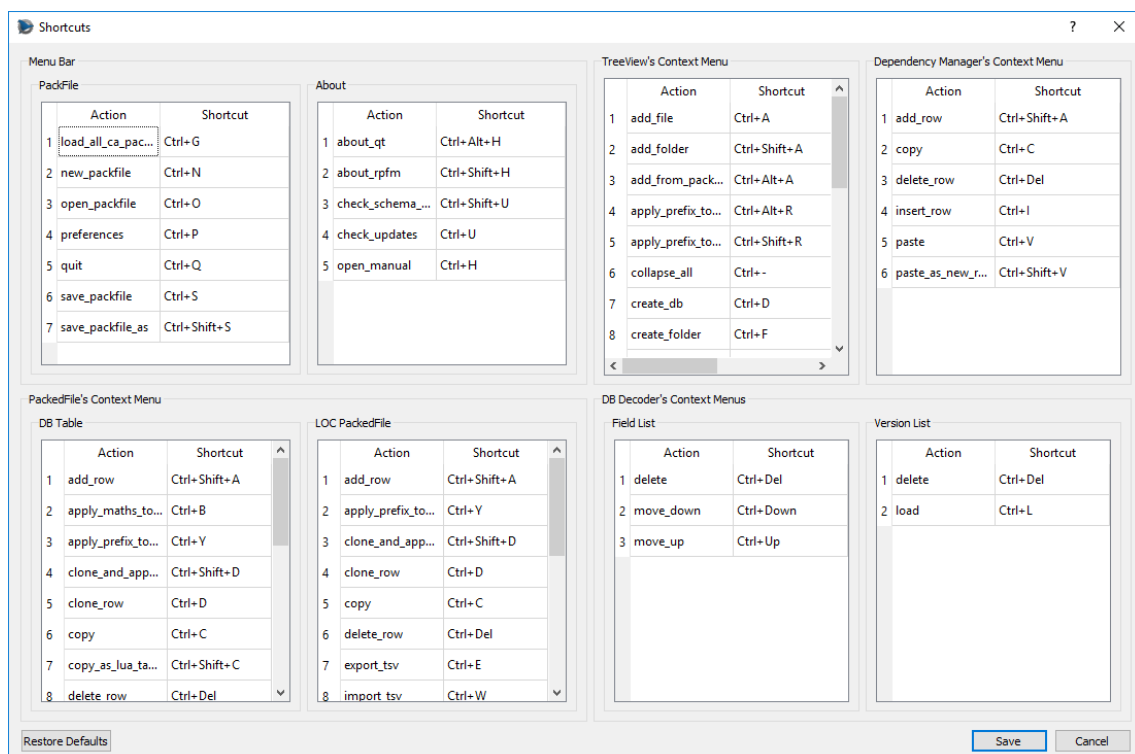 Shortcuts
?
Menu Bar
PackFile
Action Shortcut
1 load_all_ca_pac... Ctrl+G
2 new_packfile Ctrl+N
3 open_packfile Ctrl+O
4 preferences Ctrl+P
5 quit Ctrl+Q
6 save_packfile Ctrl+S
7 save_packfile_as Ctrl+Shift+S
About
Action Shortcut
1 about_qt Ctrl+Alt+H
2 about_rpfm Ctrl+Shift+H
3 check_schema_... Ctrl+Shift+U
4 check_updates Ctrl+U
5 open_manual Ctrl+H
TreeView's Context Menu
Action Shortcut
1 add_file Ctrl+A
2 add_folder Ctrl+Shift+A
3 add_from_pack... Ctrl+Alt+A
4 apply_prefix_to... Ctrl+Alt+R
5 apply_prefix_to... Ctrl+Shift+R
6 collapse_all Ctrl+-
7 create_db Ctrl+D
8 create_folder Ctrl+F
Dependency Manager's Context Menu
Action Shortcut
1 add_row Ctrl+Shift+A
2 copy Ctrl+C
3 delete_row Ctrl+Del
4 insert_row Ctrl+I
5 paste Ctrl+V
6 paste_as_new_r... Ctrl+Shift+V
PackedFile's Context Menu
DB Table
Action Shortcut
1 add_row Ctrl+Shift+A
2 apply_maths_to... Ctrl+B
3 apply_prefix_to... Ctrl+Y
4 clone_and_app... Ctrl+Shift+D
5 clone_row Ctrl+D
6 copy Ctrl+C
7 copy_as_lua_ta... Ctrl+Shift+C
8 delete_row Ctrl+Del
LOC PackedFile
Action Shortcut
1 add_row Ctrl+Shift+A
2 apply_prefix_to... Ctrl+Y
3 clone_and_app... Ctrl+Shift+D
4 clone_row Ctrl+D
5 copy Ctrl+C
6 delete_row Ctrl+Del
7 export_tsv Ctrl+E
8 import_tsv Ctrl+W
DB Decoder's Context Menus
Field List
Action Shortcut
1 delete Ctrl+Del
2 move_down Ctrl+Down
3 move_up Ctrl+Up
Version List
Action Shortcut
1 delete Ctrl+Del
2 load Ctrl+L
Restore Defaults
Save
Cancel